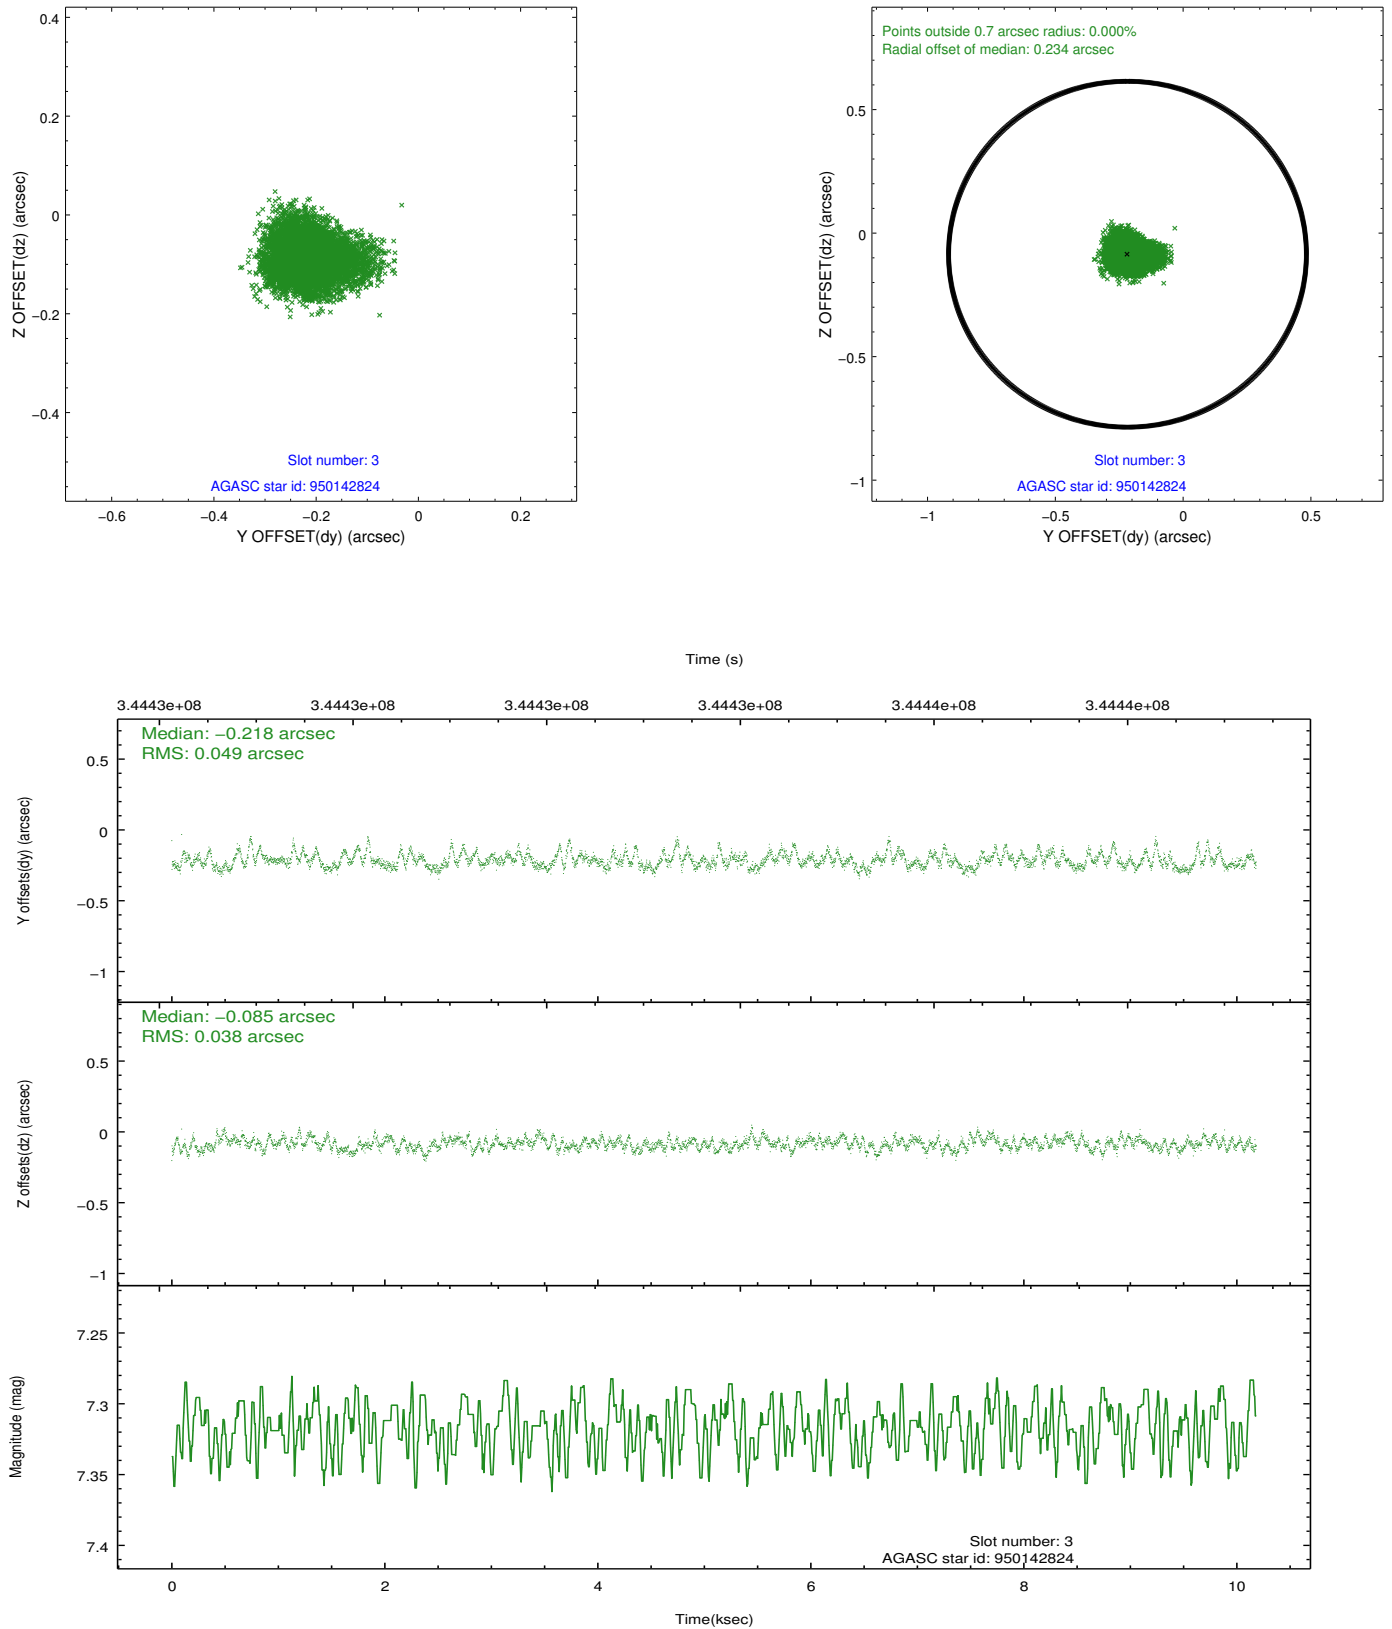 0.4
0.2
0
−0.2
−0.4
Z OFFSET(dz) (arcsec)
Slot number: 3
AGASC star id: 950142824
−0.6
−0.4
−0.2
0
0.2
Y OFFSET(dy) (arcsec)
Points outside 0.7 arcsec radius: 0.000%
Radial offset of median: 0.234 arcsec
0.5
0
−0.5
−1
Z OFFSET(dz) (arcsec)
Slot number: 3
AGASC star id: 950142824
−1
−0.5
0
0.5
Y OFFSET(dy) (arcsec)
Time (s)
3.4443e+08
3.4443e+08
3.4443e+08
3.4443e+08
3.4444e+08
3.4444e+08
Median: −0.218 arcsec
RMS: 0.049 arcsec
0.5
0
−0.5
−1
Y offsets(dy) (arcsec)
Median: −0.085 arcsec
RMS: 0.038 arcsec
0.5
0
−0.5
−1
Z offsets(dz) (arcsec)
7.25
7.3
7.35
7.4
Magnitude (mag)
Slot number: 3
AGASC star id: 950142824
0
2
4
6
8
10
Time(ksec)